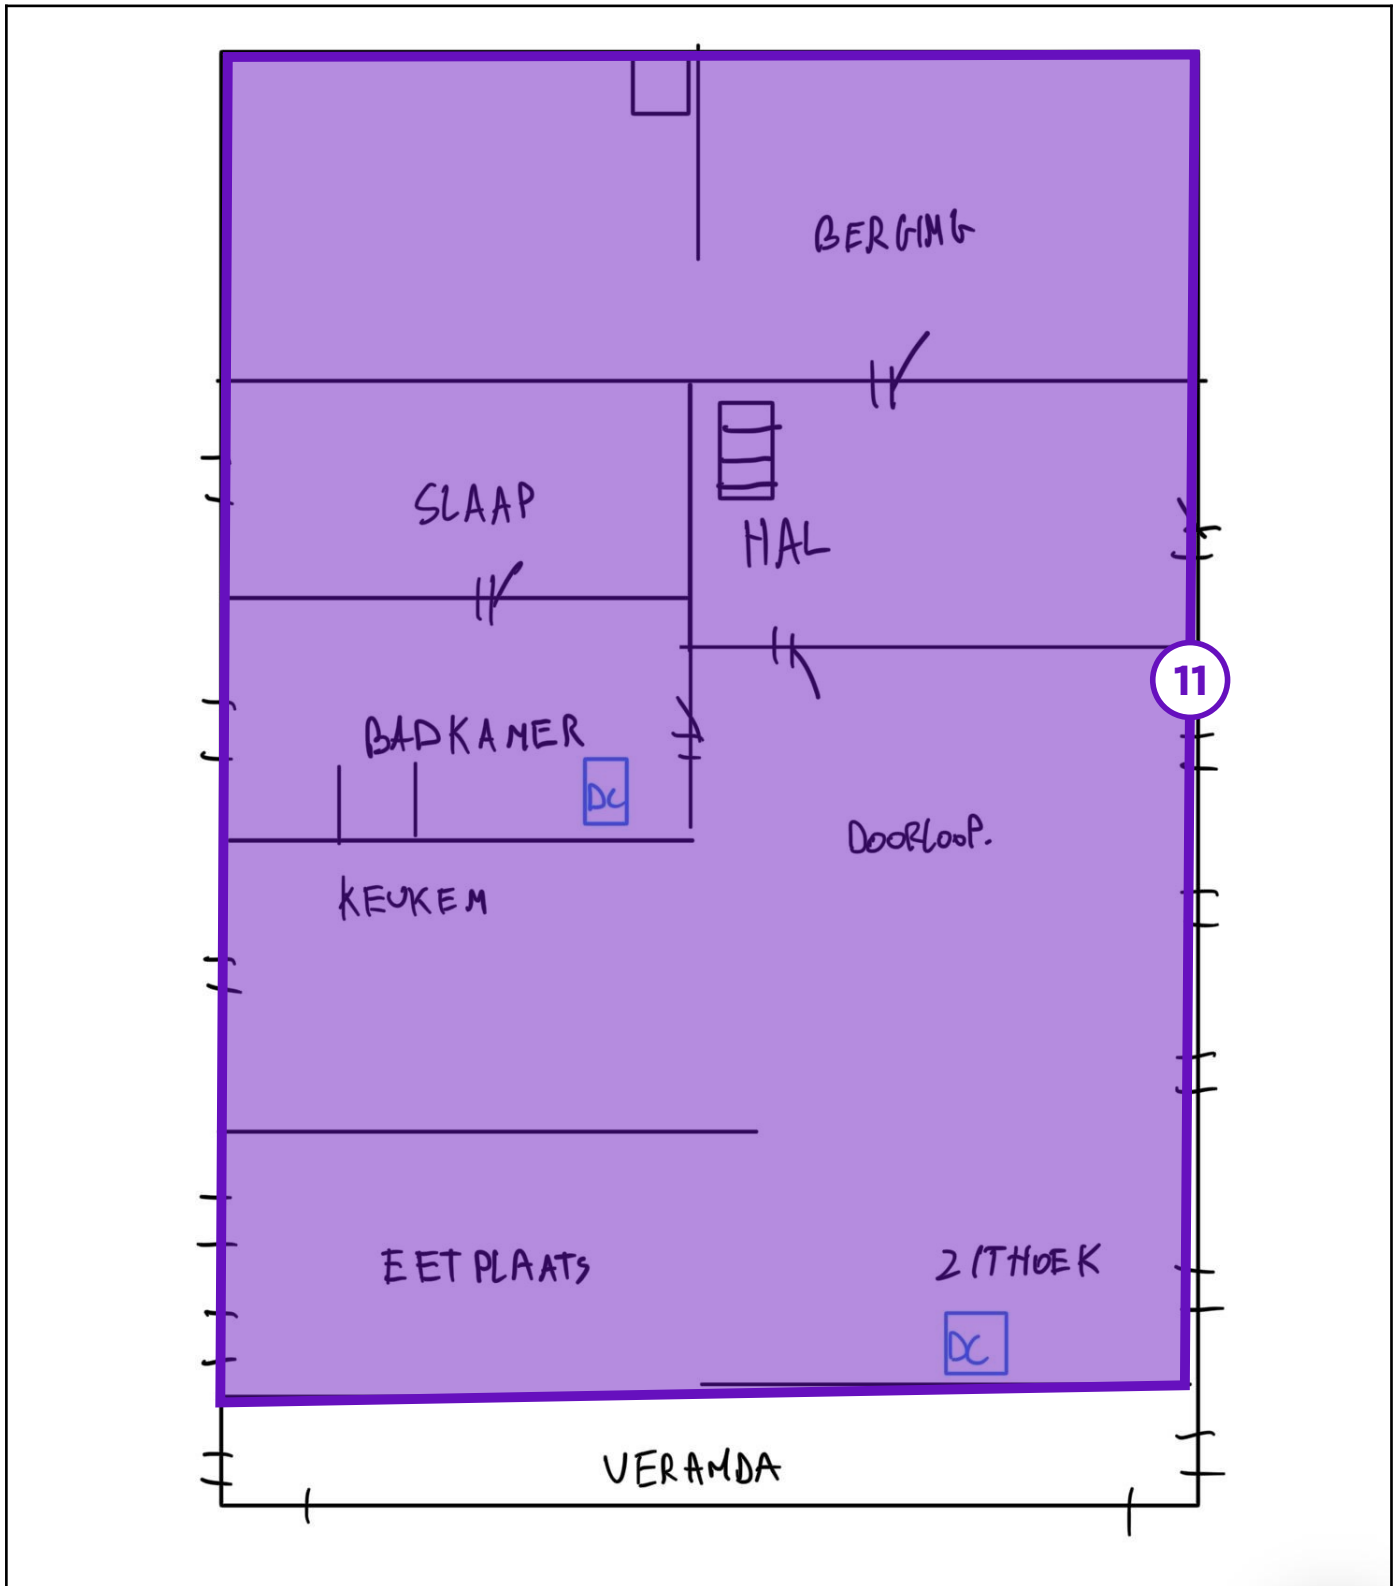 BERGING
SLAAP
HAL
11
BADKAMER
DC
DOORLOOP.
KEUKEN
EETPLAATS
ZITHOEK
DC
VERANDA